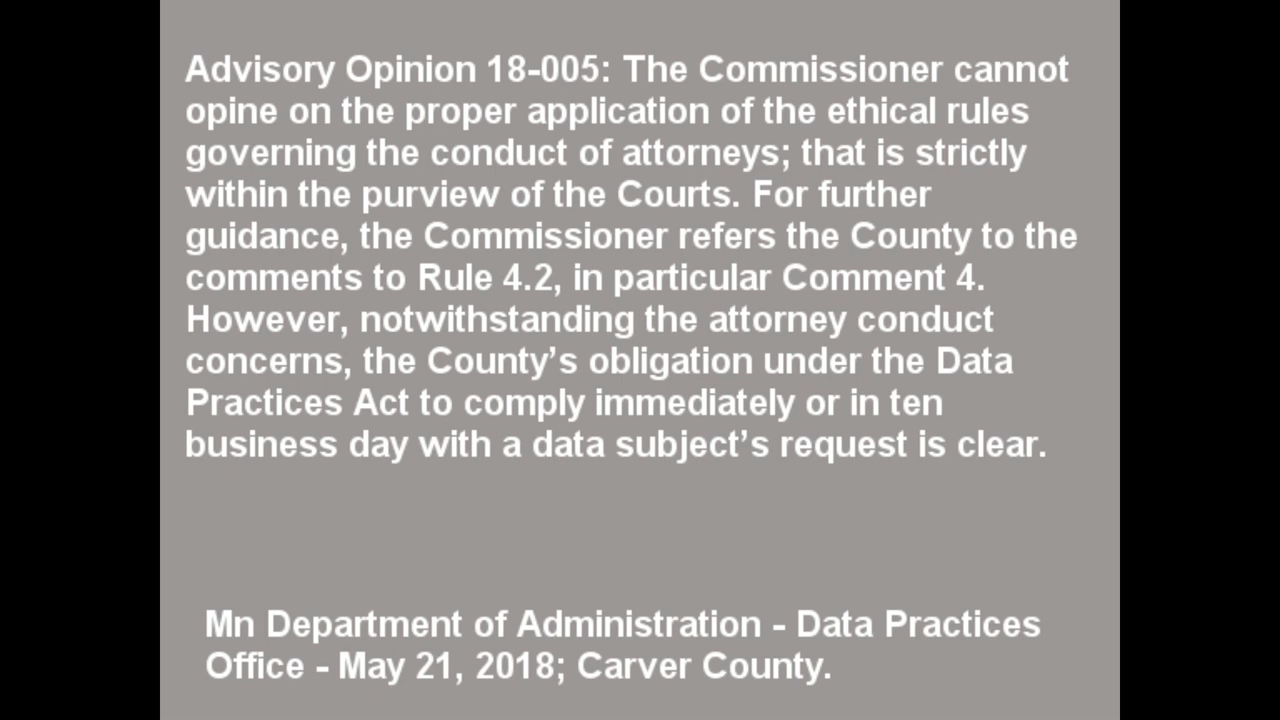 Advisory Opinion 18-005: The Commissioner cannot
opine on the proper application of the ethical rules
governing the conduct of attorneys; that is strictly
within the purview of the Courts. For further
guidance, the Commissioner refers the County to the
comments to Rule 4.2, in particular Comment 4.
However, notwithstanding the attorney conduct
concerns, the County’s obligation under the Data
Practices Act to comply immediately or in ten
business day with a data subject’s request is clear.
Mn Department of Administration - Data Practices
Office - May 21, 2018; Carver County.